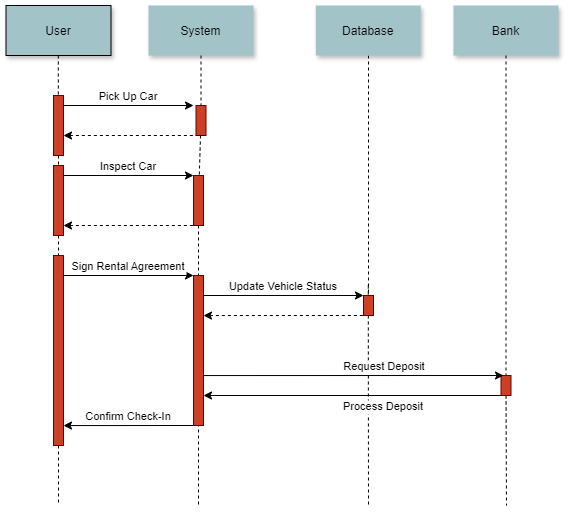 User
System
Database
Bank
Pick Up Car
Inspect Car
Sign Rental Agreement
Update Vehicle Status
Request Deposit
Process Deposit
Confirm Check-In